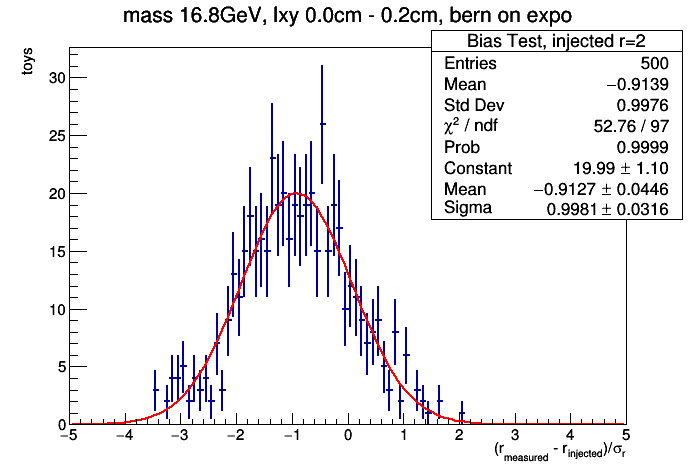 mass 16.8GeV, lxy 0.0cm - 0.2cm, bern on expo
toys
Bias Test, injected r=2
Entries 500
Mean −0.9139
Std Dev 0.9976
χ² / ndf 52.76 / 97
Prob 0.9999
Constant 19.99 ± 1.10
Mean −0.9127 ± 0.0446
Sigma 0.9981 ± 0.0316
30
25
20
15
10
5
0
−5 −4 −3 −2 −1 0 1 2 3 4 5
(r_measured - r_injected)/σ_r